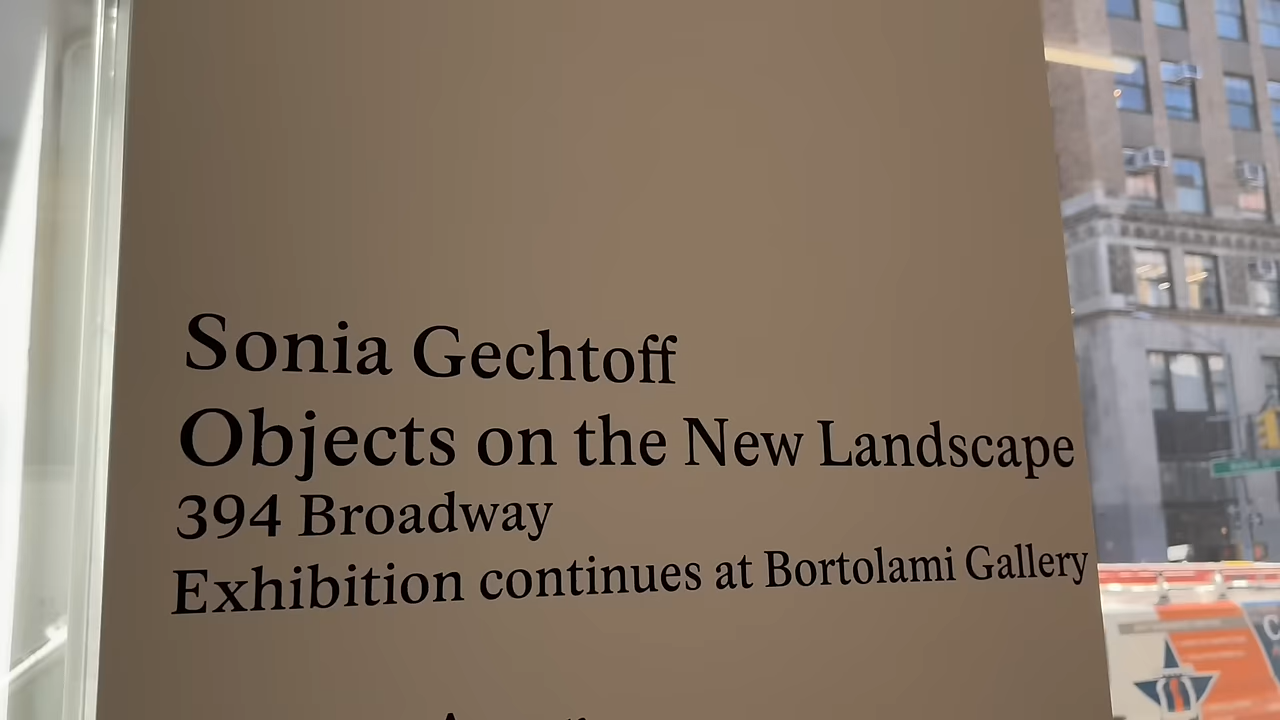 Sonia Gechtoff
Objects on the New Landscape
394 Broadway
Exhibition continues at Bortolami Gallery